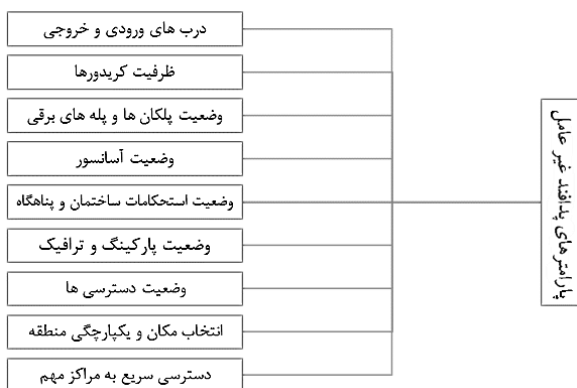 پارامترهای پدافند غیر عامل
درب های ورودی و خروجی
ظرفیت کریدورها
وضعیت پلکان ها و پله های برقی
وضعیت آسانسور
وضعیت استحکامات ساختمان و پناهگاه
وضعیت پارکینگ و ترافیک
وضعیت دسترسی ها
انتخاب مکان و یکپارچگی منطقه
دسترسی سریع به مراکز مهم